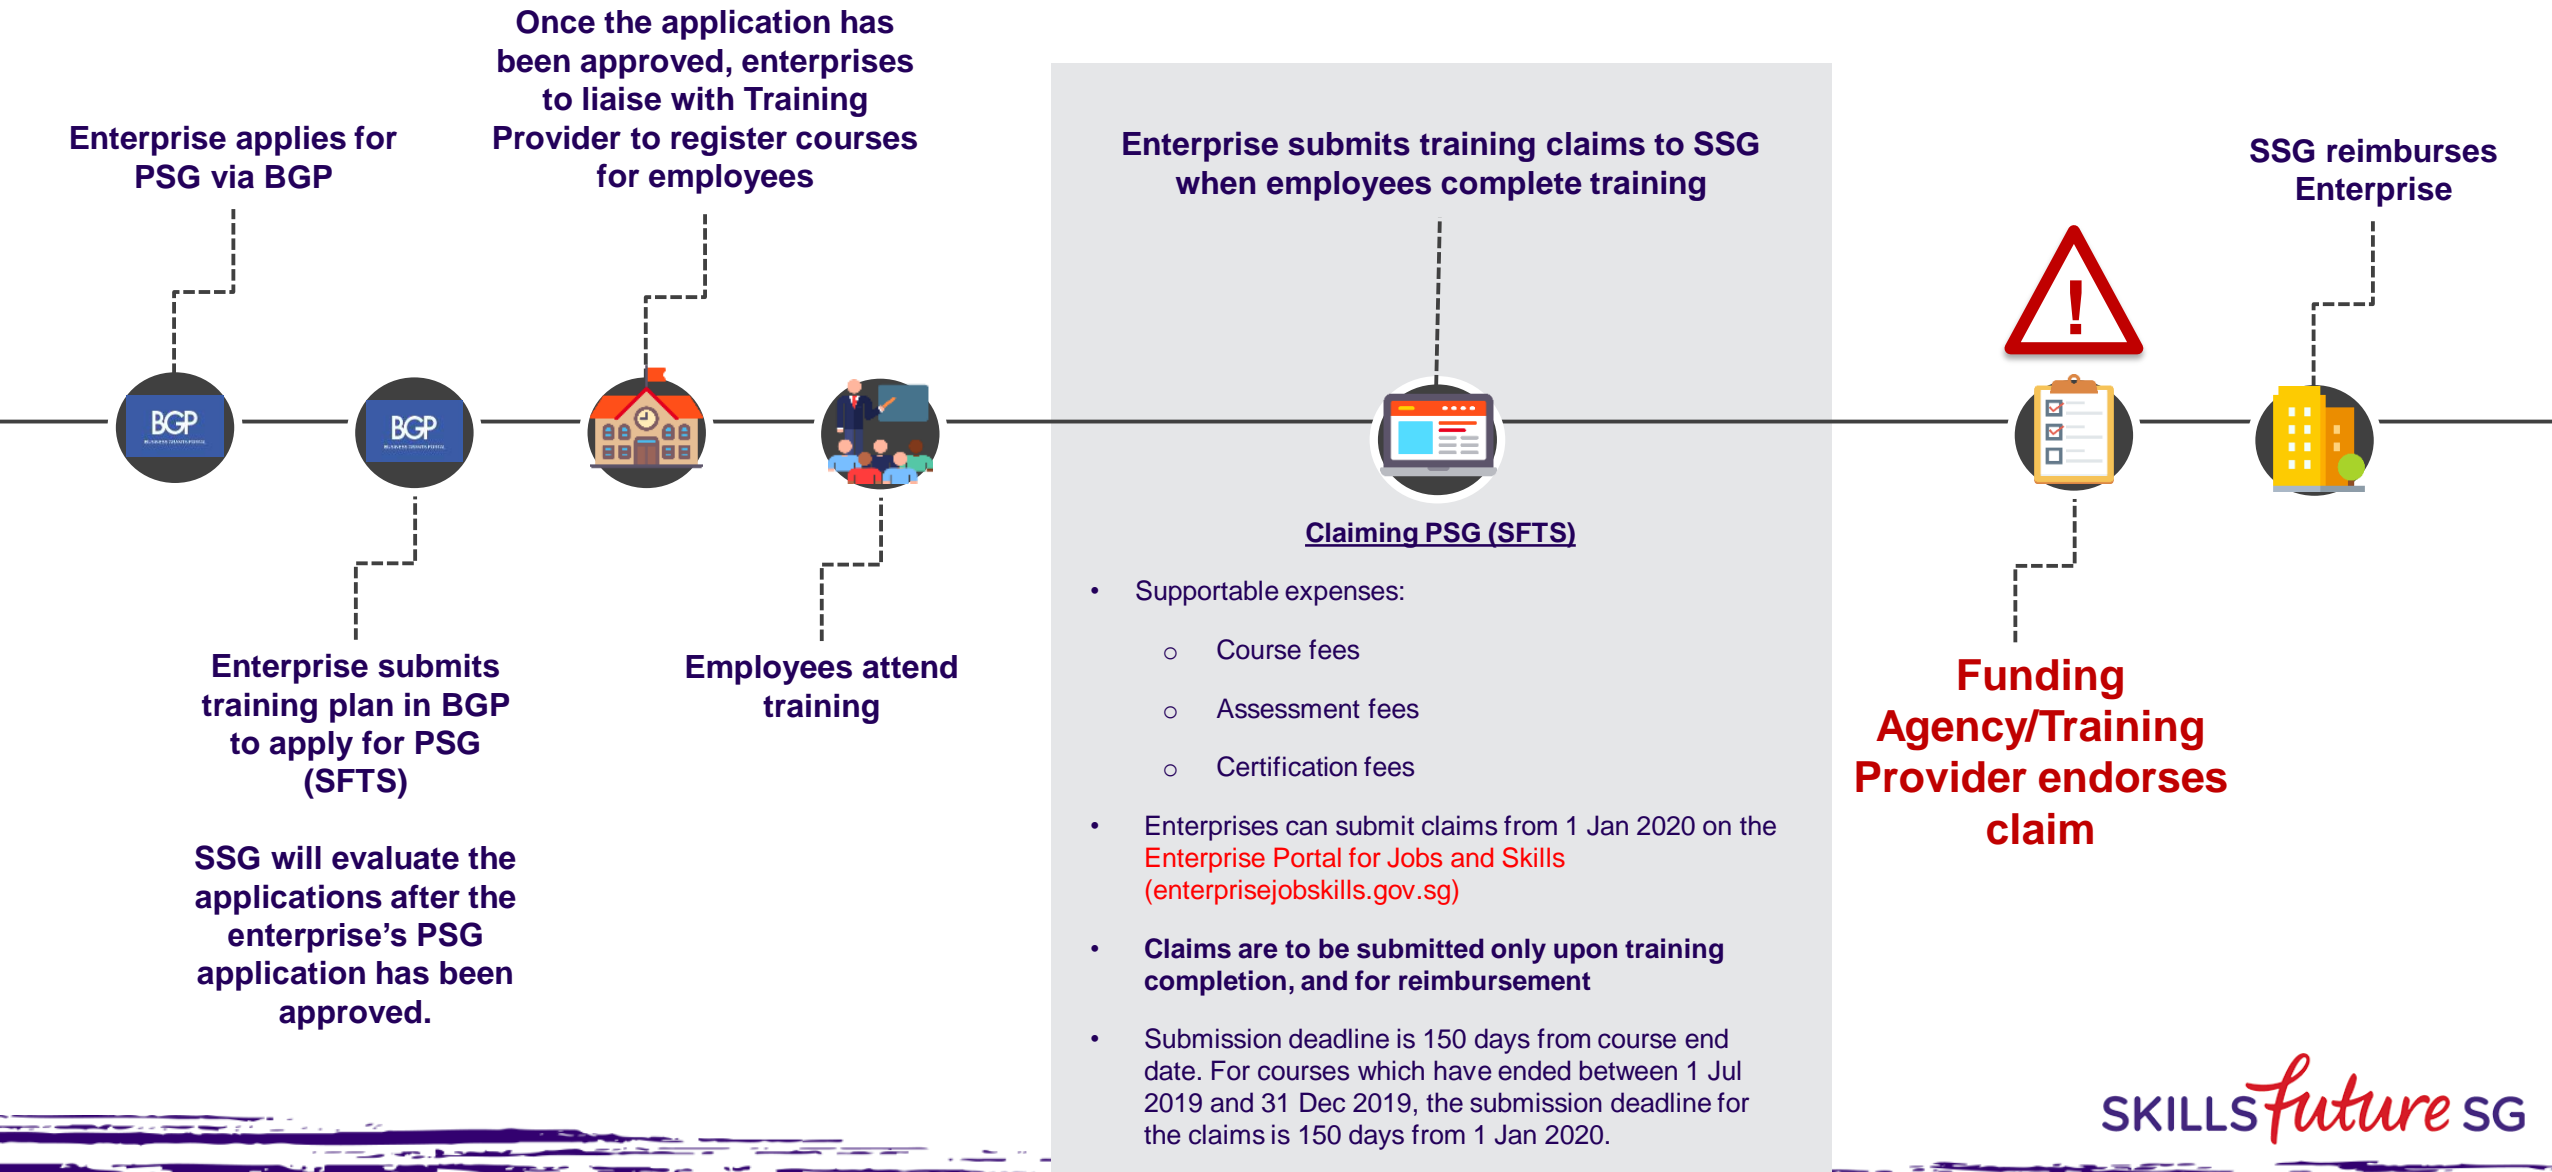 Enterprise applies for
PSG via BGP
Once the application has
been approved, enterprises
to liaise with Training
Provider to register courses
for employees
Enterprise submits training claims to SSG
when employees complete training
SSG reimburses
Enterprise
!
BGP
BUSINESS GRANTS PORTAL
BGP
BUSINESS GRANTS PORTAL
Enterprise submits
training plan in BGP
to apply for PSG
(SFTS)
SSG will evaluate the
applications after the
enterprise’s PSG
application has been
approved.
Employees attend
training
Claiming PSG (SFTS)
• Supportable expenses:
o Course fees
o Assessment fees
o Certification fees
• Enterprises can submit claims from 1 Jan 2020 on the
Enterprise Portal for Jobs and Skills
(enterprisejobskills.gov.sg)
• Claims are to be submitted only upon training
completion, and for reimbursement
• Submission deadline is 150 days from course end
date. For courses which have ended between 1 Jul
2019 and 31 Dec 2019, the submission deadline for
the claims is 150 days from 1 Jan 2020.
Funding
Agency/Training
Provider endorses
claim
SKILLS future SG